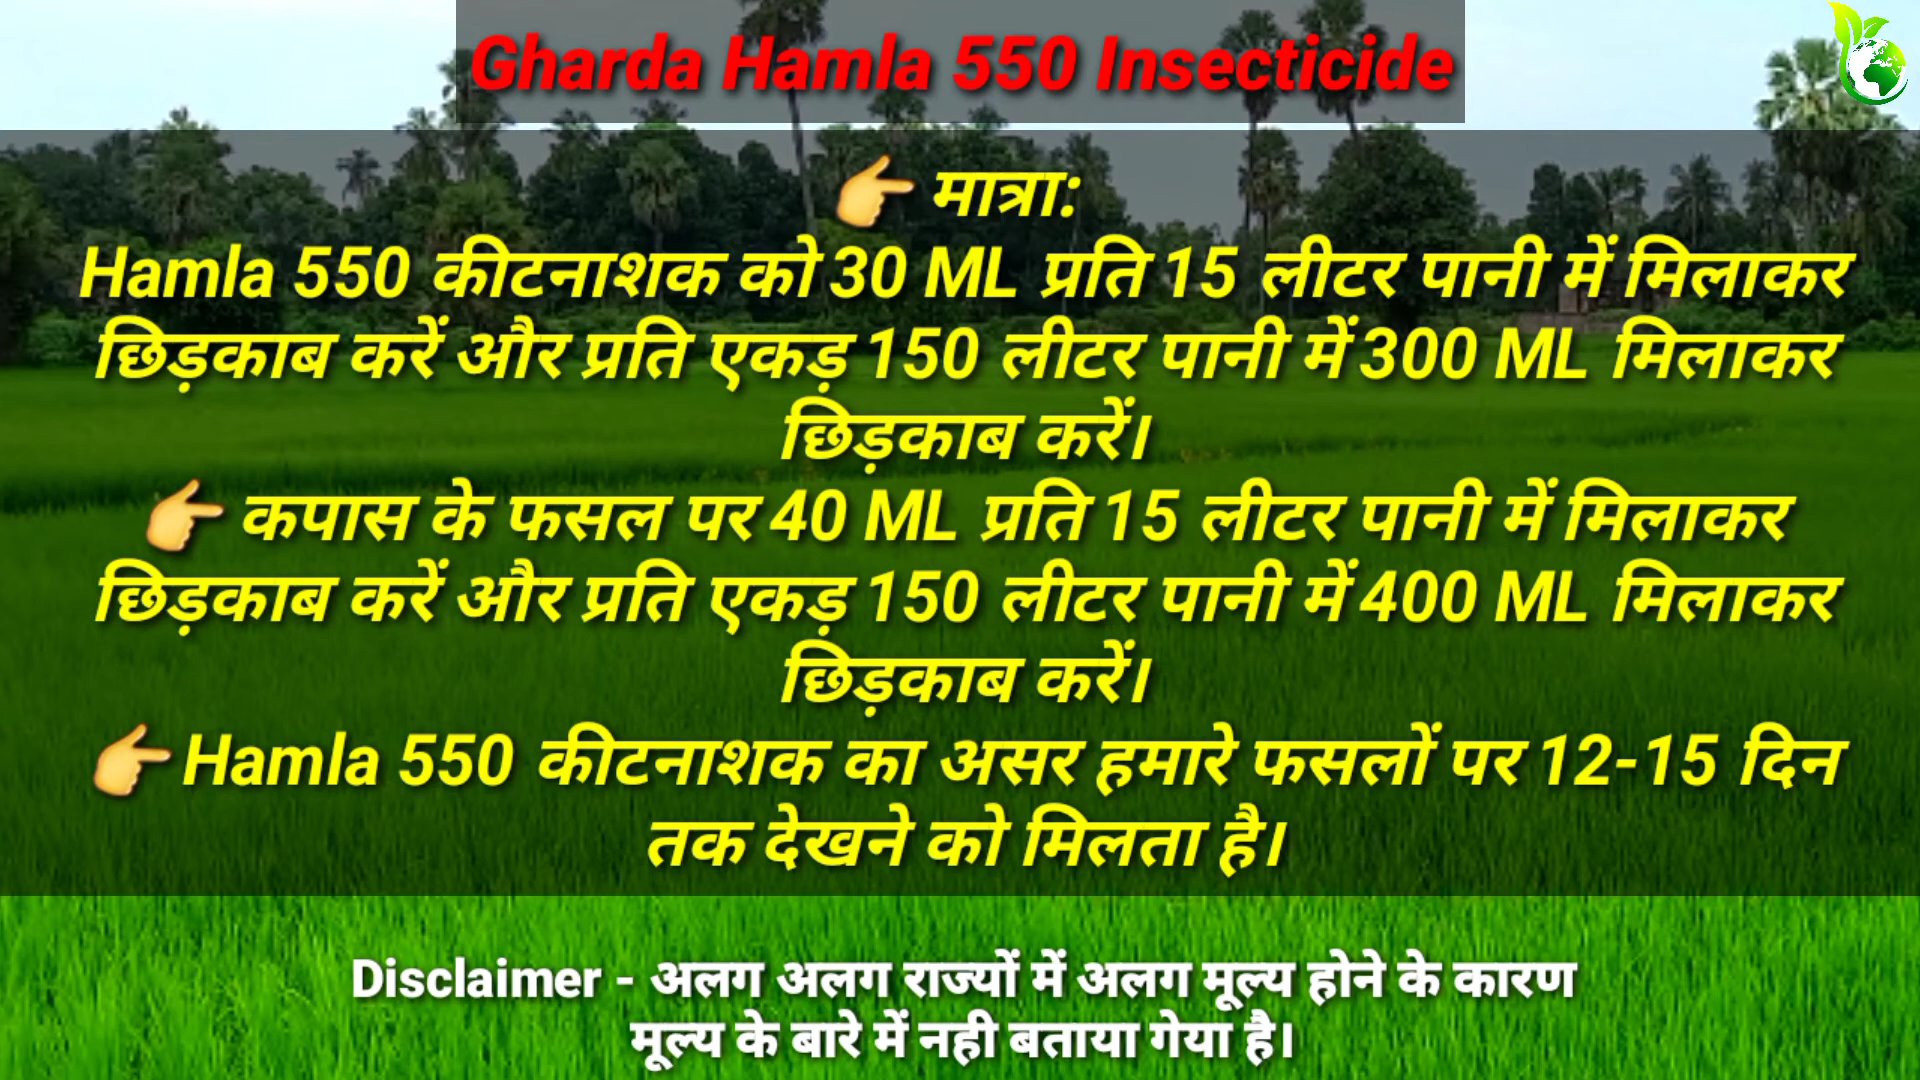 Gharda Hamla 550 Insecticide
👉 मात्रा:
Hamla 550 कीटनाशक को 30 ML प्रति 15 लीटर पानी में मिलाकर
छिड़काब करें और प्रति एकड़ 150 लीटर पानी में 300 ML मिलाकर
छिड़काब करें।
👉 कपास के फसल पर 40 ML प्रति 15 लीटर पानी में मिलाकर
छिड़काब करें और प्रति एकड़ 150 लीटर पानी में 400 ML मिलाकर
छिड़काब करें।
👉 Hamla 550 कीटनाशक का असर हमारे फसलों पर 12-15 दिन
तक देखने को मिलता है।
Disclaimer - अलग अलग राज्यों में अलग मूल्य होने के कारण
मूल्य के बारे में नही बताया गेया है।